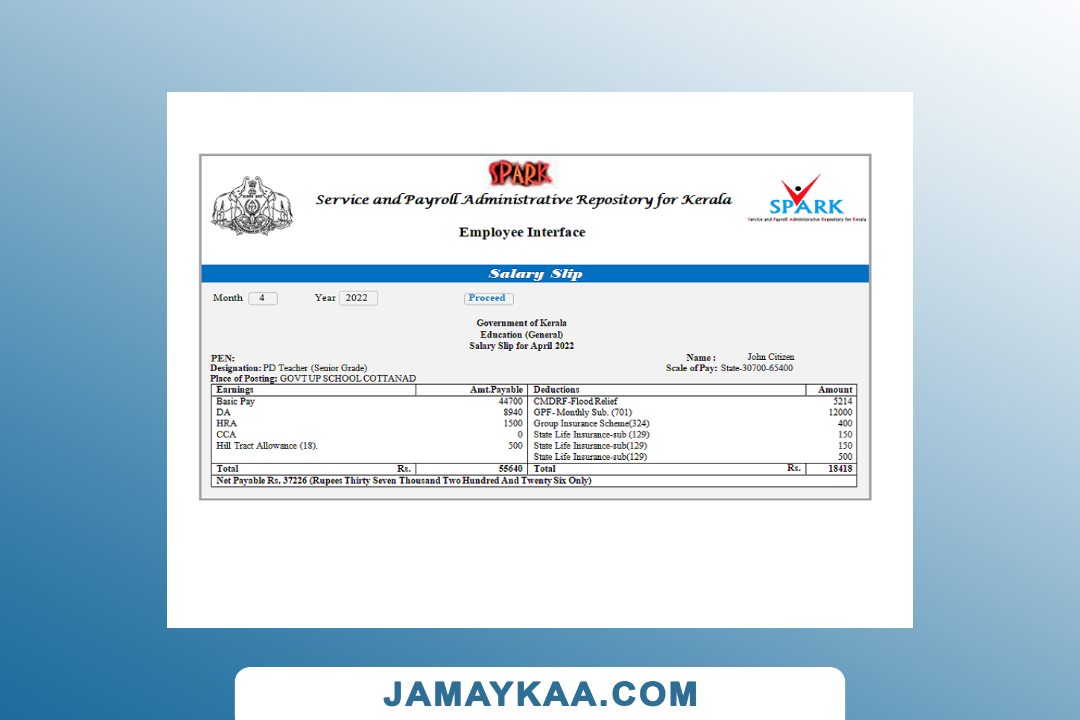 SPARK
Service and Payroll Administrative Repository for Kerala
SPARK
Service and Payroll Administrative Repository for Kerala
Employee Interface
Salary Slip
Month 4 Year 2022 Proceed
Government of Kerala
Education (General)
Salary Slip for April 2022
PEN: Name : John Citizen
Designation: PD Teacher (Senior Grade) Scale of Pay: State-30700-65400
Place of Posting: GOVT UP SCHOOL COTTANAD
Earnings Amt.Payable Deductions Amount
Basic Pay 44700 CMDRF-Flood Relief 5214
DA 8940 GPF- Monthly Sub. (701) 12000
HRA 1500 Group Insurance Scheme(324) 400
CCA 0 State Life Insurance-sub (129) 150
Hill Tract Allowance (18). 500 State Life Insurance-sub(129) 150
State Life Insurance-sub(129) 500
Total Rs. 55640 Total Rs. 18418
Net Payable Rs. 37226 (Rupees Thirty Seven Thousand Two Hundred And Twenty Six Only)
JAMAYKAA.COM